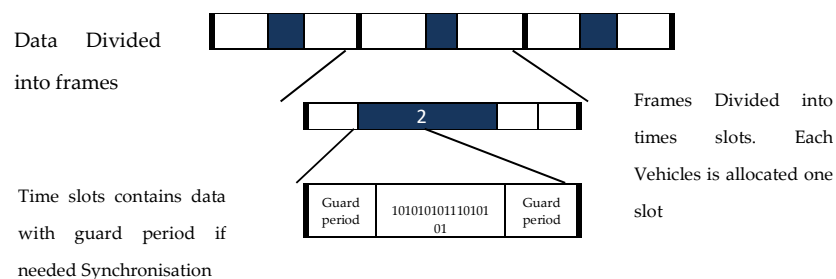 Data Divided
into frames
2
Frames Divided into
times slots. Each
Vehicles is allocated one
slot
Time slots contains data
with guard period if
needed Synchronisation
Guard
period
101010101110101
01
Guard
period